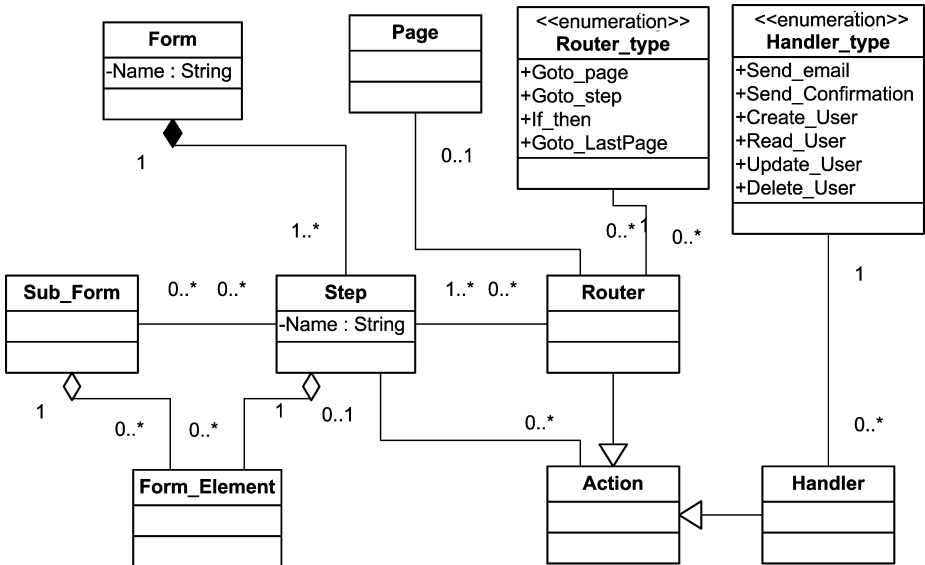 Form
-Name : String
Page
<<enumeration>>
Router_type
+Goto_page
+Goto_step
+If_then
+Goto_LastPage
<<enumeration>>
Handler_type
+Send_email
+Send_Confirmation
+Create_User
+Read_User
+Update_User
+Delete_User
1
0..1
1..*
0..* 1
0..*
1
Sub_Form
0..* 0..*
Step
-Name : String
1..* 0..*
Router
1
0..*
0..*
1
0..1
0..*
0..*
Form_Element
Action
Handler